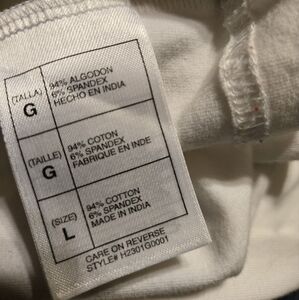 (TALLA)
G
94% ALGODON
6% SPANDEX
HECHO EN INDIA
(TAILLE)
G
94% COTON
6% SPANDEX
FABRIQUE EN INDE
(SIZE)
L
94% COTTON
6% SPANDEX
MADE IN INDIA
CARE ON REVERSE
STYLE# H2301G0001